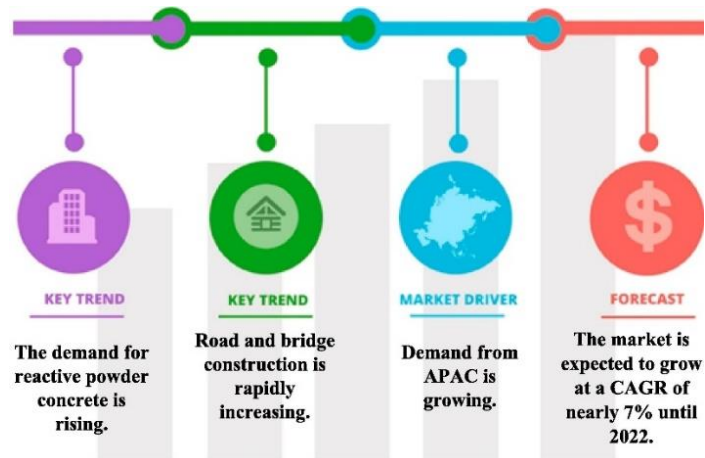 KEY TREND
The demand for
reactive powder
concrete is
rising.
KEY TREND
Road and bridge
construction is
rapidly
increasing.
MARKET DRIVER
Demand from
APAC is
growing.
$
FORECAST
The market is
expected to grow
at a CAGR of
nearly 7% until
2022.